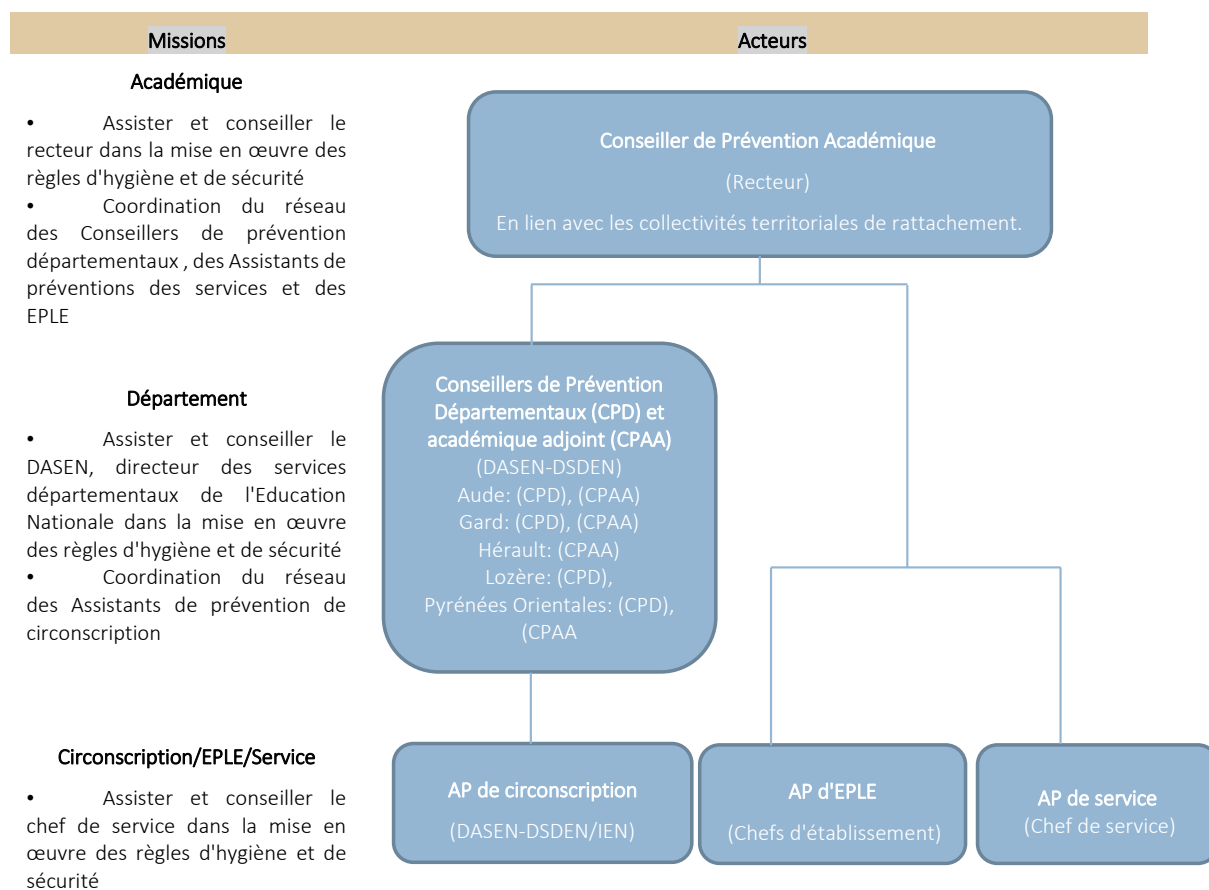 Missions
Acteurs
Académique
• Assister et conseiller le
recteur dans la mise en œuvre des
règles d'hygiène et de sécurité
• Coordination du réseau
des Conseillers de prévention
départementaux , des Assistants de
préventions des services et des
EPLE
Conseiller de Prévention Académique
(Recteur)
En lien avec les collectivités territoriales de rattachement.
Département
• Assister et conseiller le
DASEN, directeur des services
départementaux de l'Education
Nationale dans la mise en œuvre
des règles d'hygiène et de sécurité
• Coordination du réseau
des Assistants de prévention de
circonscription
Conseillers de Prévention
Départementaux (CPD) et
académique adjoint (CPAA)
(DASEN-DSDEN)
Aude: (CPD), (CPAA)
Gard: (CPD), (CPAA)
Hérault: (CPAA)
Lozère: (CPD),
Pyrénées Orientales: (CPD),
(CPAA
Circonscription/EPLE/Service
• Assister et conseiller le
chef de service dans la mise en
œuvre des règles d'hygiène et de
sécurité
AP de circonscription
(DASEN-DSDEN/IEN)
AP d'EPLE
(Chefs d'établissement)
AP de service
(Chef de service)